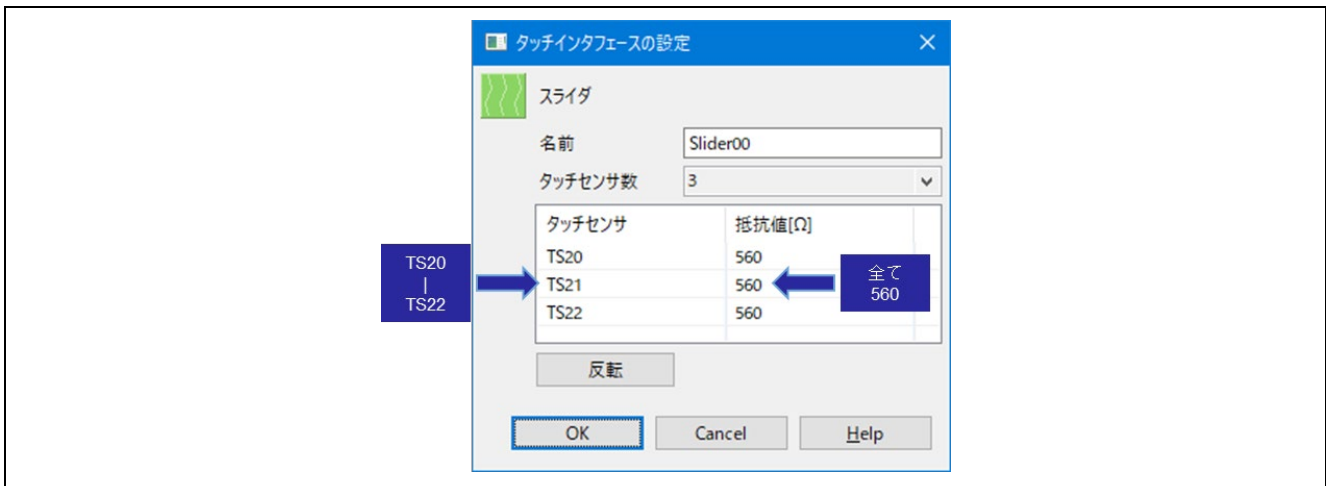 タッチインタフェースの設定
スライダ
名前 Slider00
タッチセンサ数 3
タッチセンサ 抵抗値[Ω]
TS20 560
TS21 560
TS22 560
TS20
|
TS22
全て
560
反転
OK Cancel Help